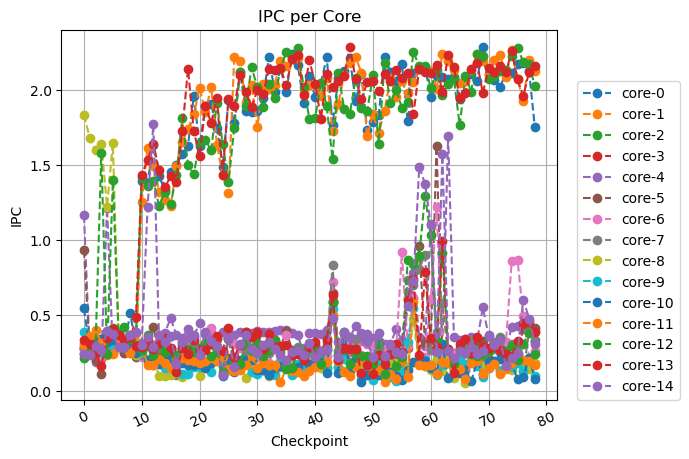 IPC per Core
IPC
2.0
1.5
1.0
0.5
0.0
0
10
20
30
40
50
60
70
80
Checkpoint
core-0
core-1
core-2
core-3
core-4
core-5
core-6
core-7
core-8
core-9
core-10
core-11
core-12
core-13
core-14